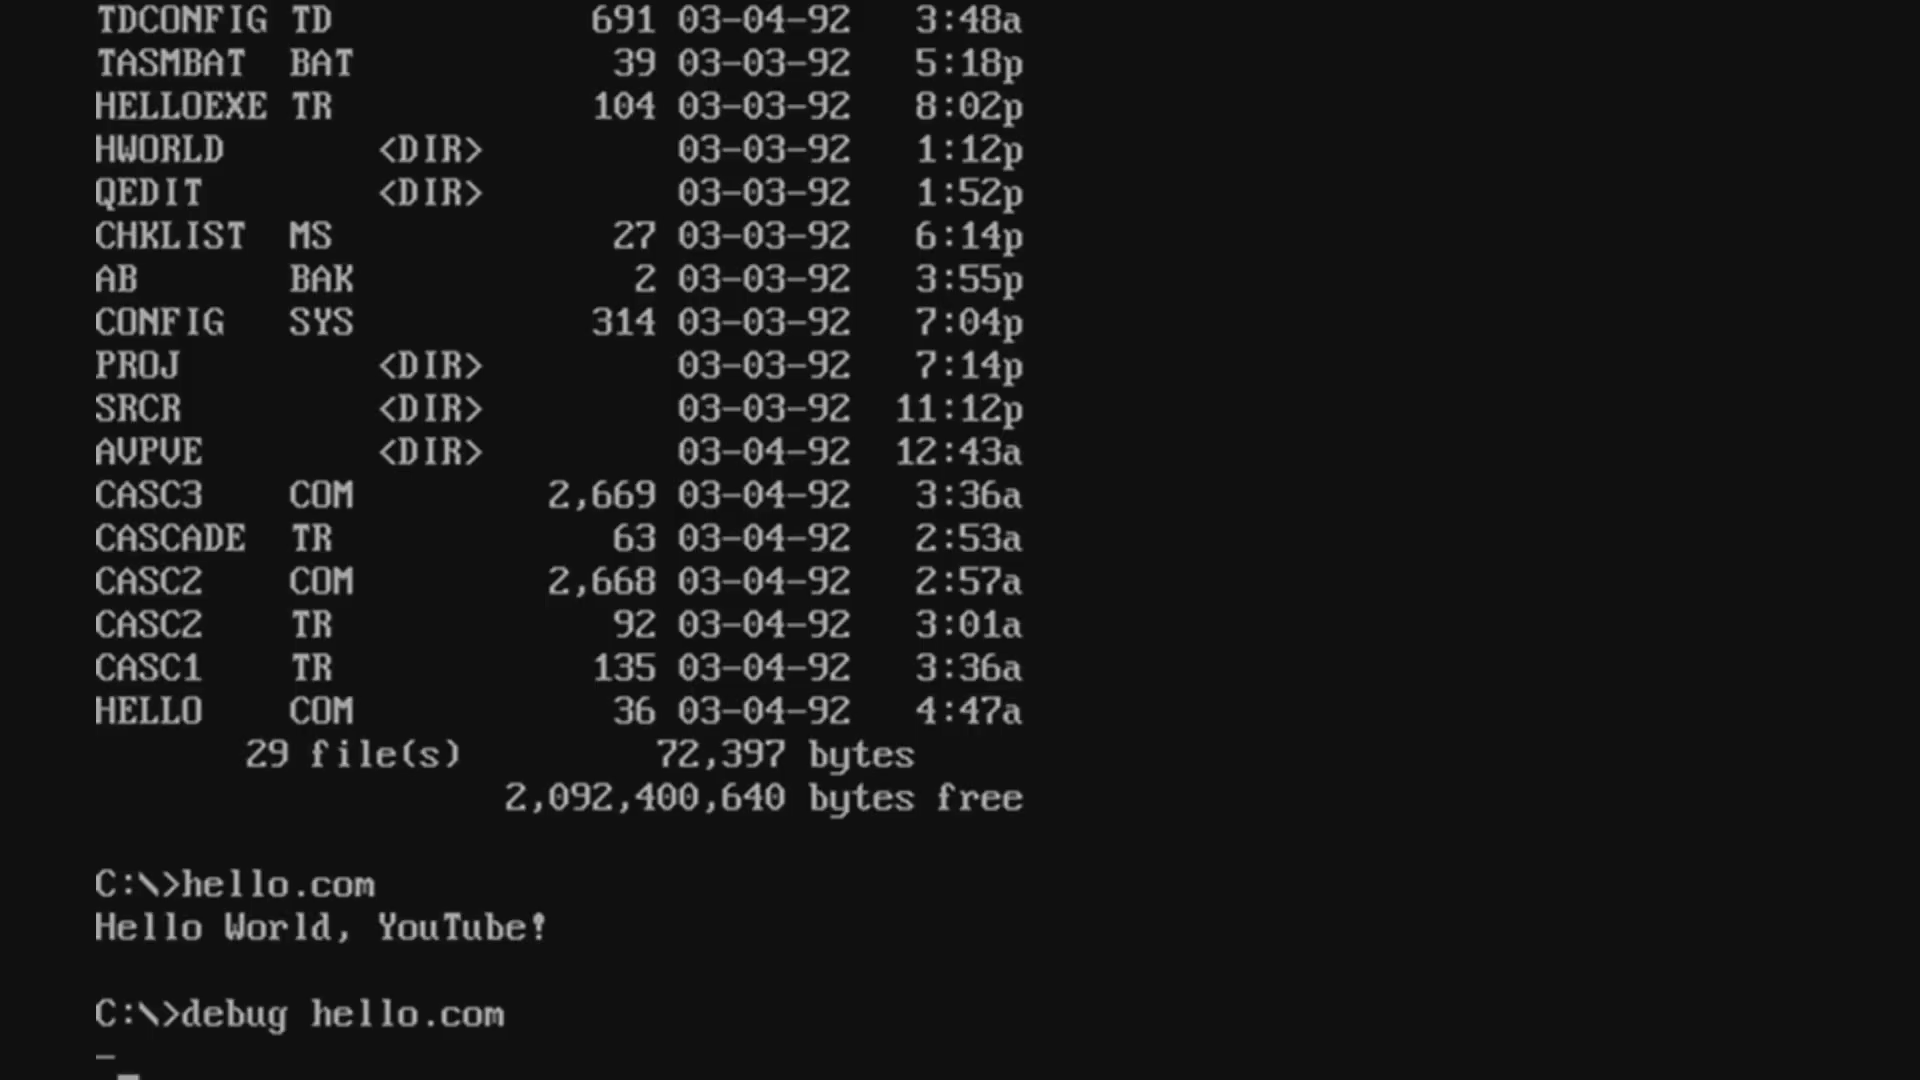 TDCONFIG TD 691 03-04-92 3:48a
TASMBAT BAT 39 03-03-92 5:18p
HELLOEXE TR 104 03-03-92 8:02p
HWORLD <DIR> 03-03-92 1:12p
QEDIT <DIR> 03-03-92 1:52p
CHKLIST MS 27 03-03-92 6:14p
AB BAK 2 03-03-92 3:55p
CONFIG SYS 314 03-03-92 7:04p
PROJ <DIR> 03-03-92 7:14p
SRCR <DIR> 03-03-92 11:12p
AVPVE <DIR> 03-04-92 12:43a
CASC3 COM 2,669 03-04-92 3:36a
CASCADE TR 63 03-04-92 2:53a
CASC2 COM 2,668 03-04-92 2:57a
CASC2 TR 92 03-04-92 3:01a
CASC1 TR 135 03-04-92 3:36a
HELLO COM 36 03-04-92 4:47a
29 file(s) 72,397 bytes
2,092,400,640 bytes free
C:\>hello.com
Hello World, YouTube!
C:\>debug hello.com
-